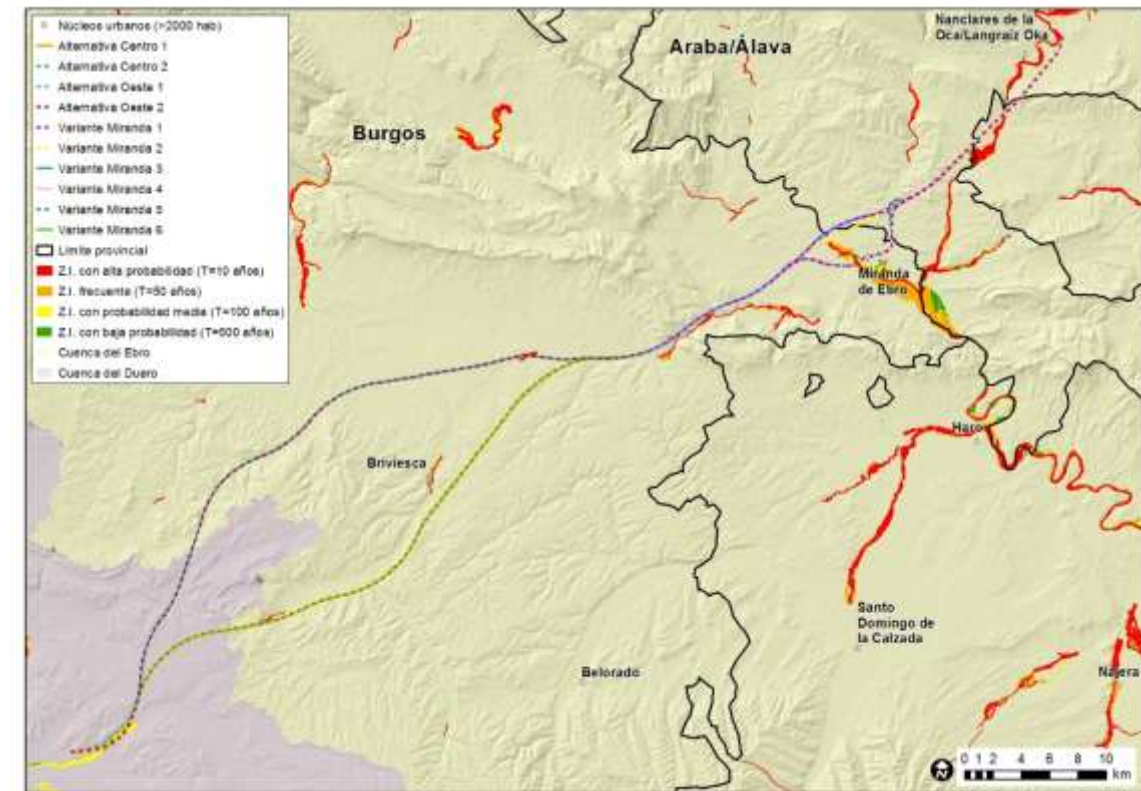 Núcleos urbanos (>2000 hab)
Alternativa Centro 1
Alternativa Centro 2
Alternativa Oeste 1
Alternativa Oeste 2
Variante Miranda 1
Variante Miranda 2
Variante Miranda 3
Variante Miranda 4
Variante Miranda 5
Variante Miranda 6
Límite provincial
Z.I. con alta probabilidad (T=10 años)
Z.I. frecuente (T=50 años)
Z.I. con probabilidad media (T=100 años)
Z.I. con baja probabilidad (T=500 años)
Cuenca del Ebro
Cuenca del Duero
Nanclares de la
Oca/Langraiz Oka
Araba/Álava
Burgos
Miranda
de Ebro
Haro
Briviesca
Santo
Domingo de
la Calzada
Belorado
Nájera
N
0 1 2 4 6 8 10
km